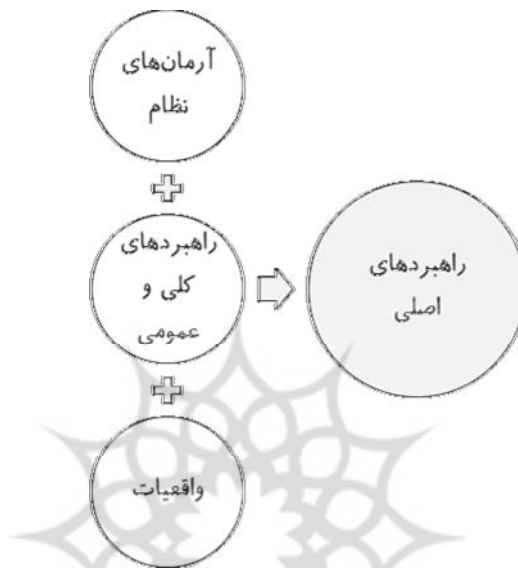 آرمان‌های
نظام
راهبردهای
کلی و
عمومی
راهبردهای
اصلی
واقعیات